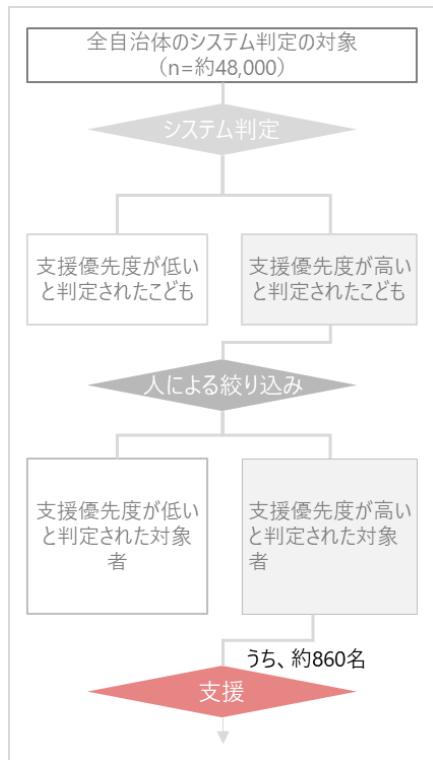 全自治体のシステム判定の対象
（n=約48,000）
システム判定
支援優先度が低い
と判定されたこども
支援優先度が高い
と判定されたこども
人による絞り込み
支援優先度が低い
と判定された対象
者
支援優先度が高い
と判定された対象
者
うち、約860名
支援